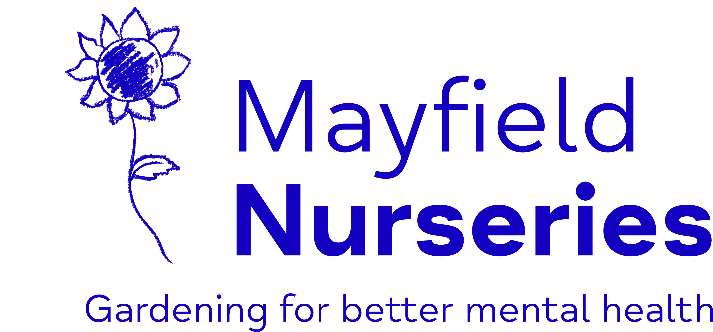 Mayfield
Nurseries
Gardening for better mental health